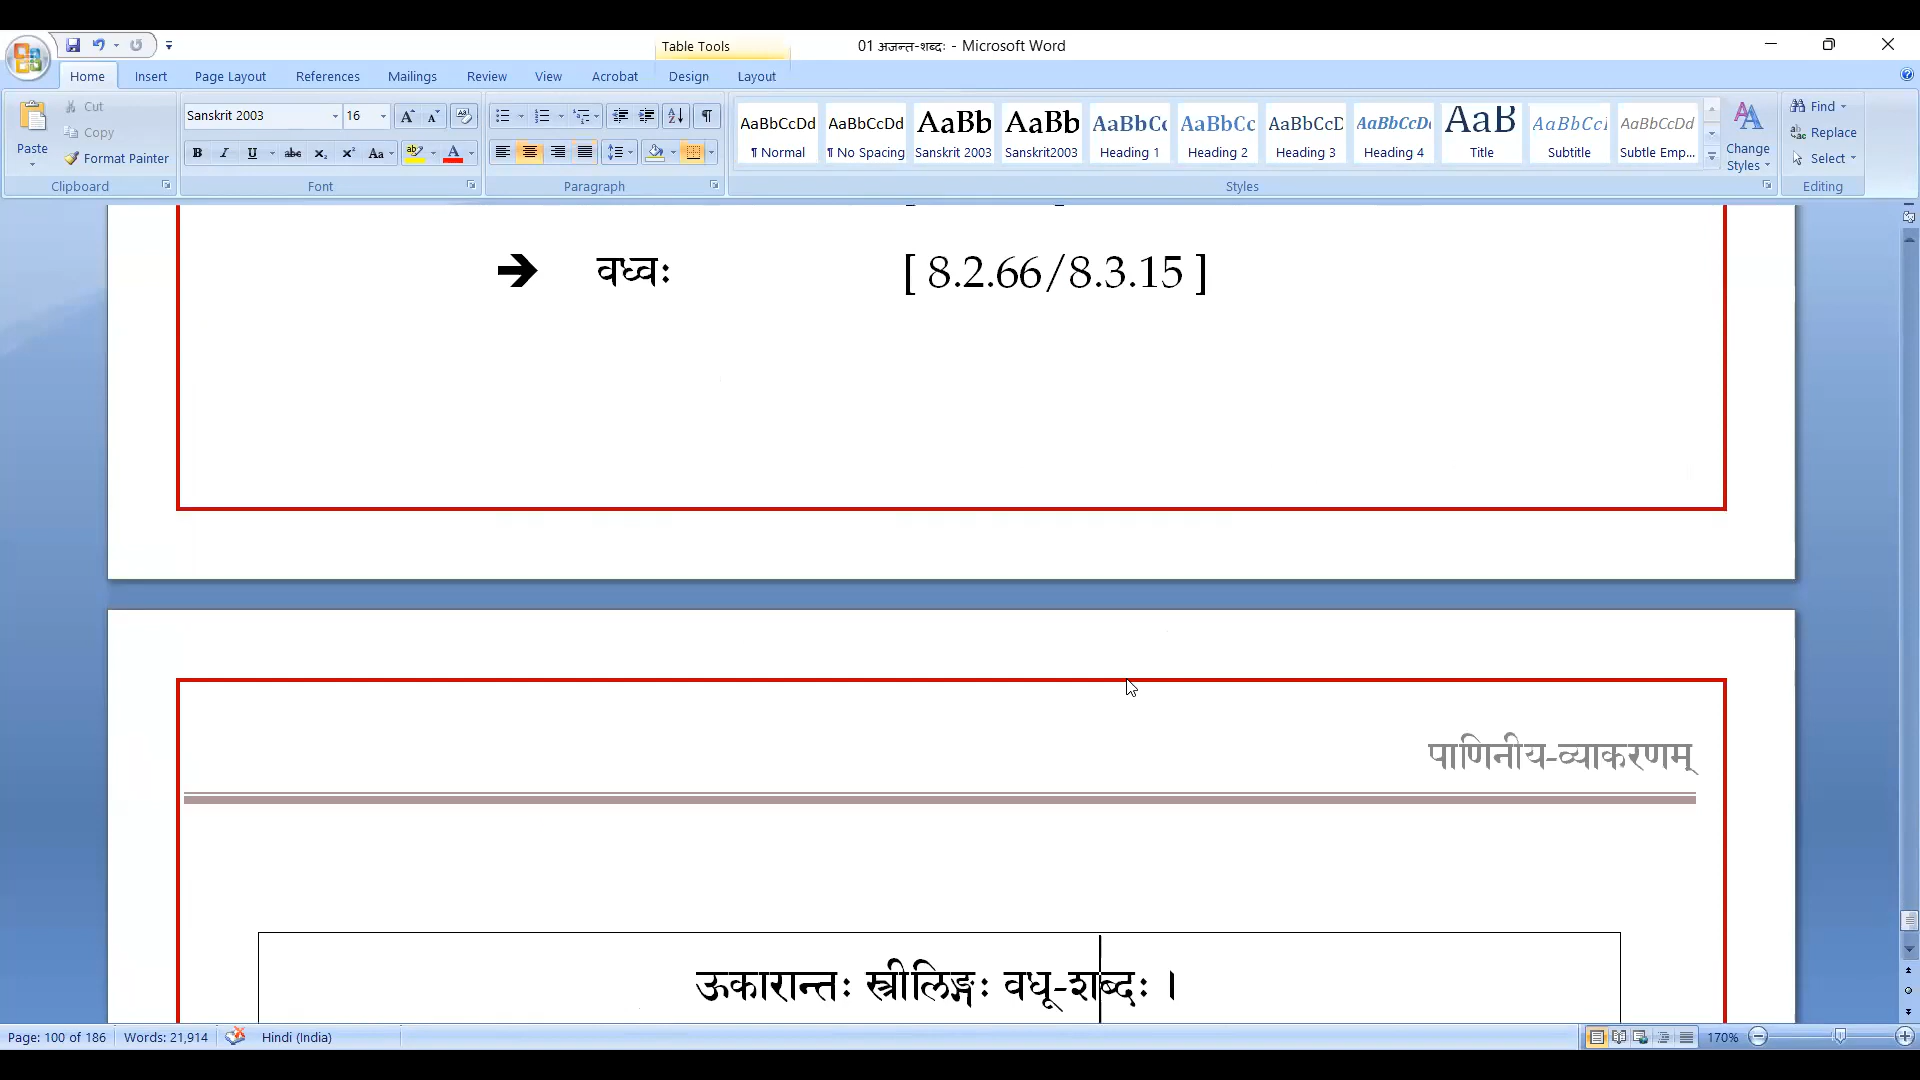 Table Tools
01 अजन्त-शब्दः - Microsoft Word
Home Insert Page Layout References Mailings Review View Acrobat Design Layout
Paste
Cut
Copy
Format Painter
Clipboard
Sanskrit 2003 16
Font
Paragraph
AaBbCcDd AaBbCcDd AaBb AaBb AaBbCc AaBbCc AaBbCcD AaBbCcD AaB AaBbCcI AaBbCcDd
¶ Normal ¶ No Spacing Sanskrit 2003 Sanskrit2003 Heading 1 Heading 2 Heading 3 Heading 4 Title Subtitle Subtle Emp...
Change Styles
Styles
Find
Replace
Select
Editing
➔ वध्वः [ 8.2.66/8.3.15 ]
पाणिनीय-व्याकरणम्
ऊकारान्तः स्त्रीलिङ्गः वधू-शब्दः ।
Page: 100 of 186 Words: 21,914 Hindi (India) 170%